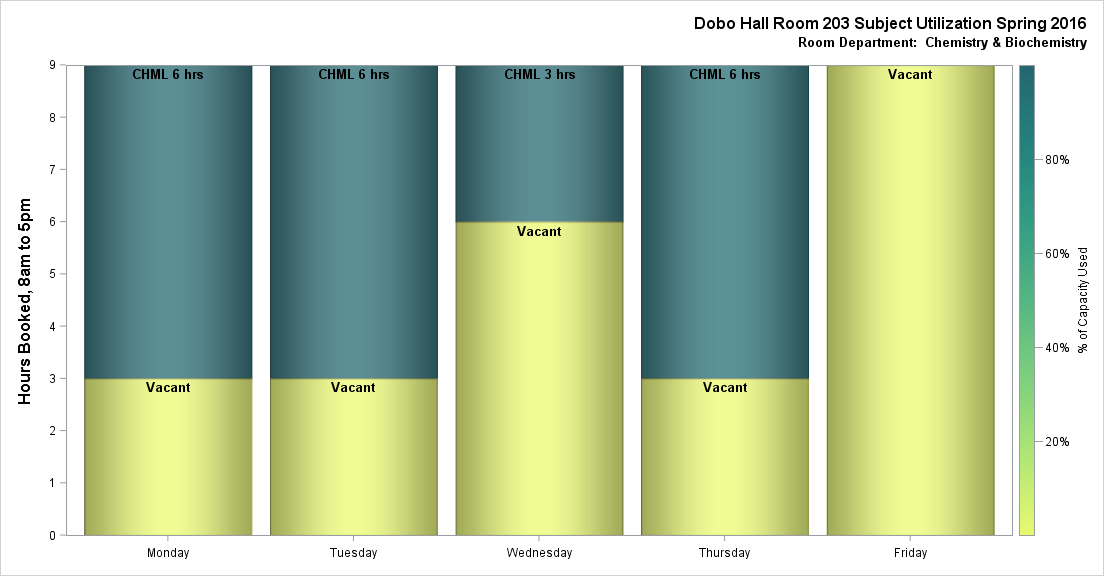 Dobo Hall Room 203 Subject Utilization Spring 2016
Room Department: Chemistry & Biochemistry
Hours Booked, 8am to 5pm
9
8
7
6
5
4
3
2
1
0
CHML 6 hrs
CHML 6 hrs
CHML 3 hrs
CHML 6 hrs
Vacant
Vacant
Vacant
Vacant
Vacant
Monday
Tuesday
Wednesday
Thursday
Friday
80%
60%
40%
20%
% of Capacity Used